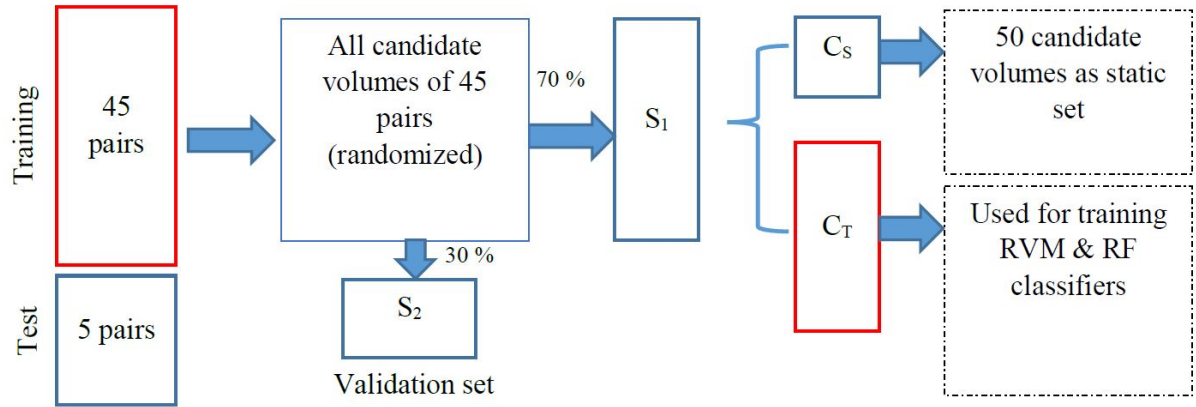 Training
45
pairs
Test
5 pairs
All candidate
volumes of 45
pairs
(randomized)
70 %
30 %
S2
Validation set
S1
CS
50 candidate
volumes as static
set
CT
Used for training
RVM & RF
classifiers